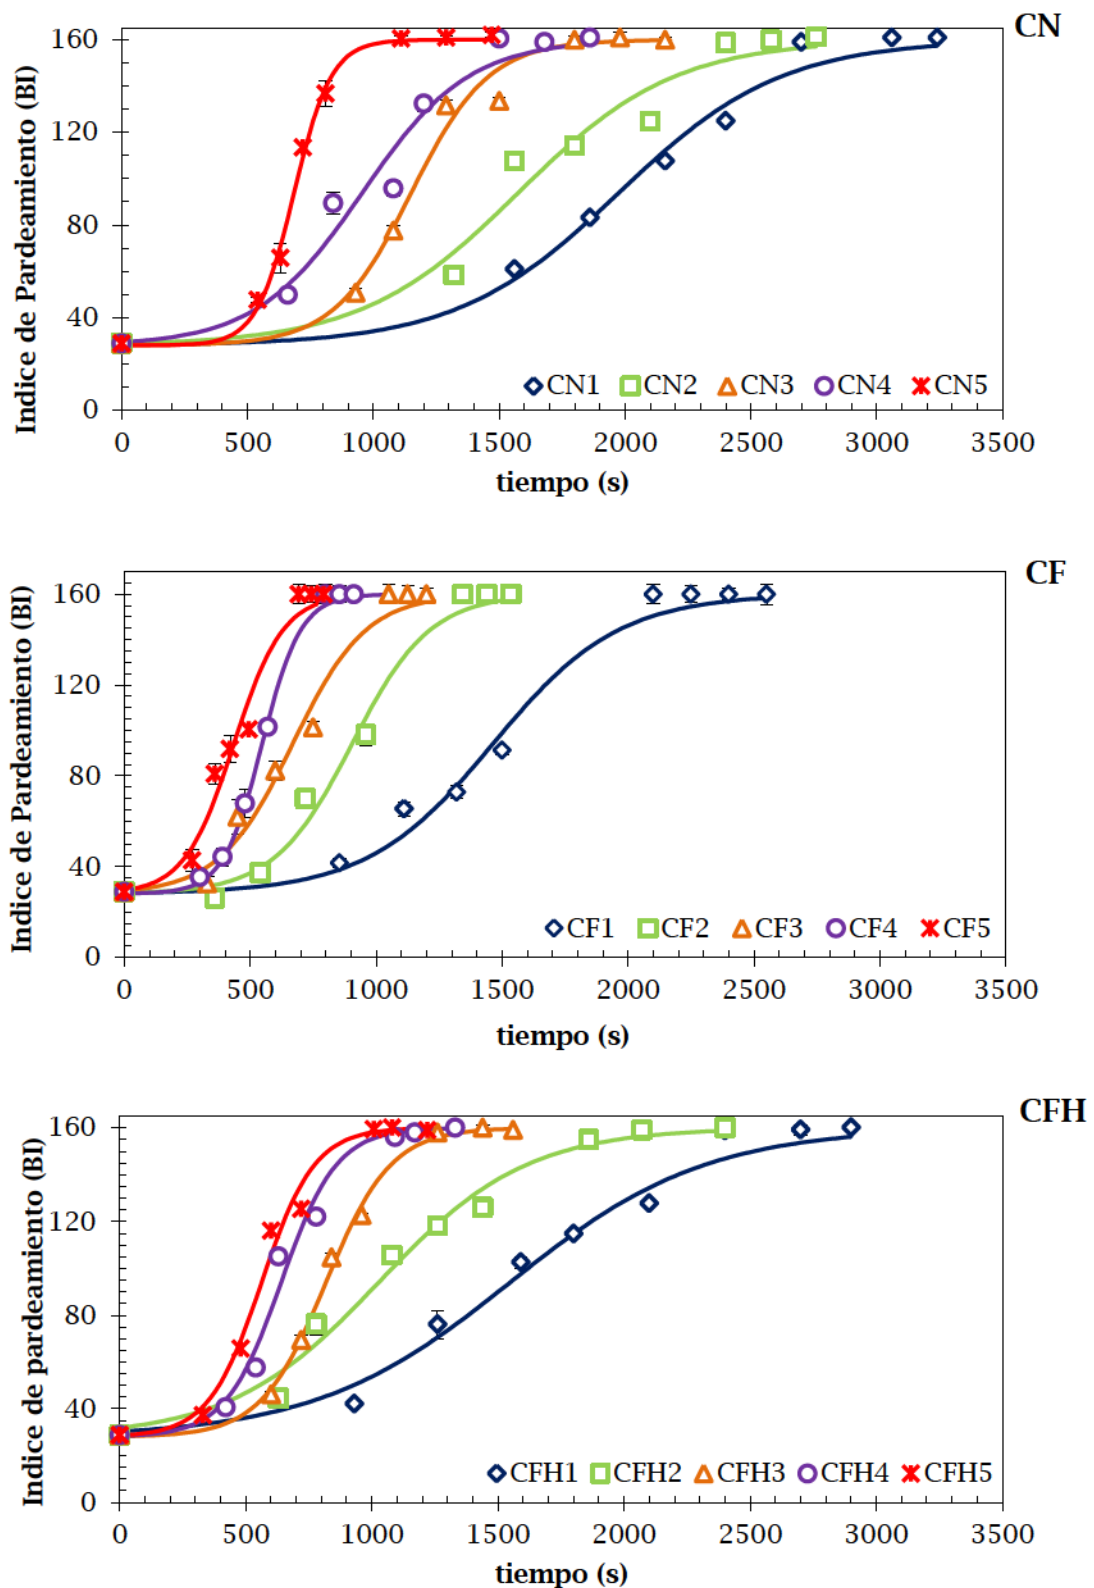 CN
Indice de Pardeamiento (BI)
160
120
80
40
0
CN1 CN2 CN3 CN4 CN5
0 500 1000 1500 2000 2500 3000 3500
tiempo (s)
CF
Indice de Pardeamiento (BI)
160
120
80
40
0
CF1 CF2 CF3 CF4 CF5
0 500 1000 1500 2000 2500 3000 3500
tiempo (s)
CFH
Indice de pardeamiento (BI)
160
120
80
40
0
CFH1 CFH2 CFH3 CFH4 CFH5
0 500 1000 1500 2000 2500 3000 3500
tiempo (s)